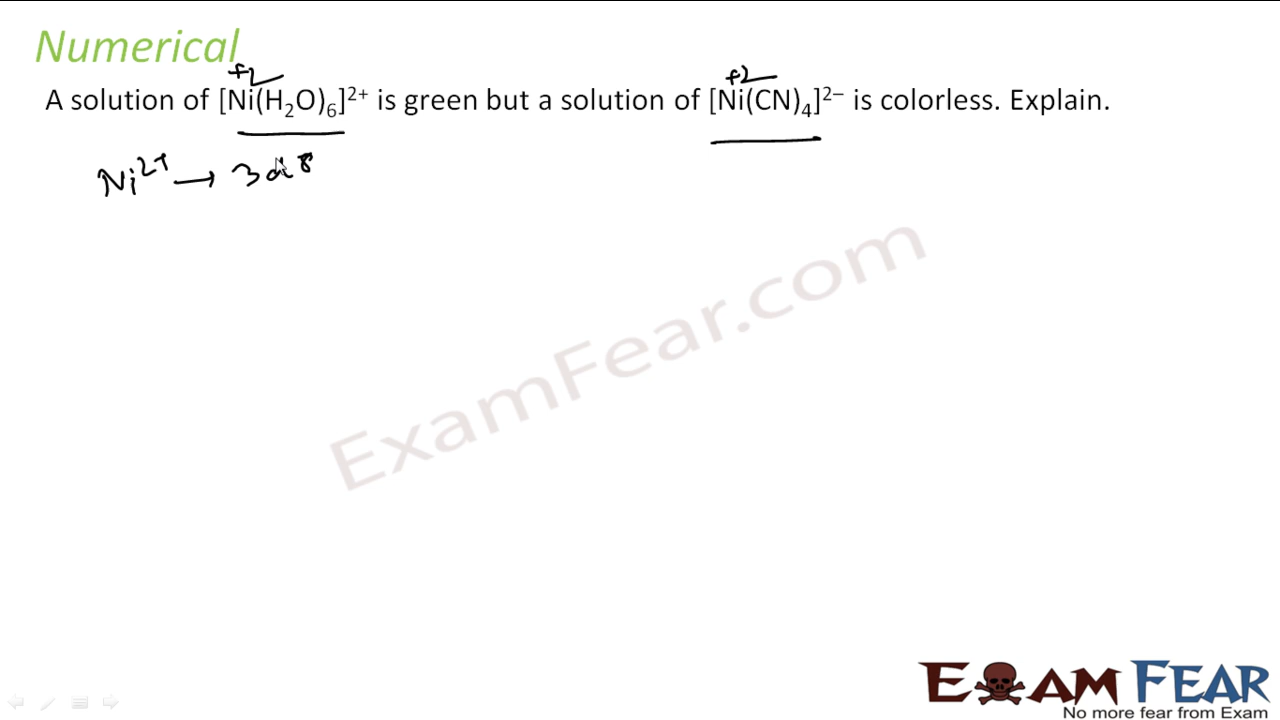 Numerical
+2 +2
A solution of [Ni(H₂O)₆]²⁺ is green but a solution of [Ni(CN)₄]²⁻ is colorless. Explain.
Ni²⁺ → 3d⁸
ExamFear.com
EXAM FEAR
No more fear from Exam